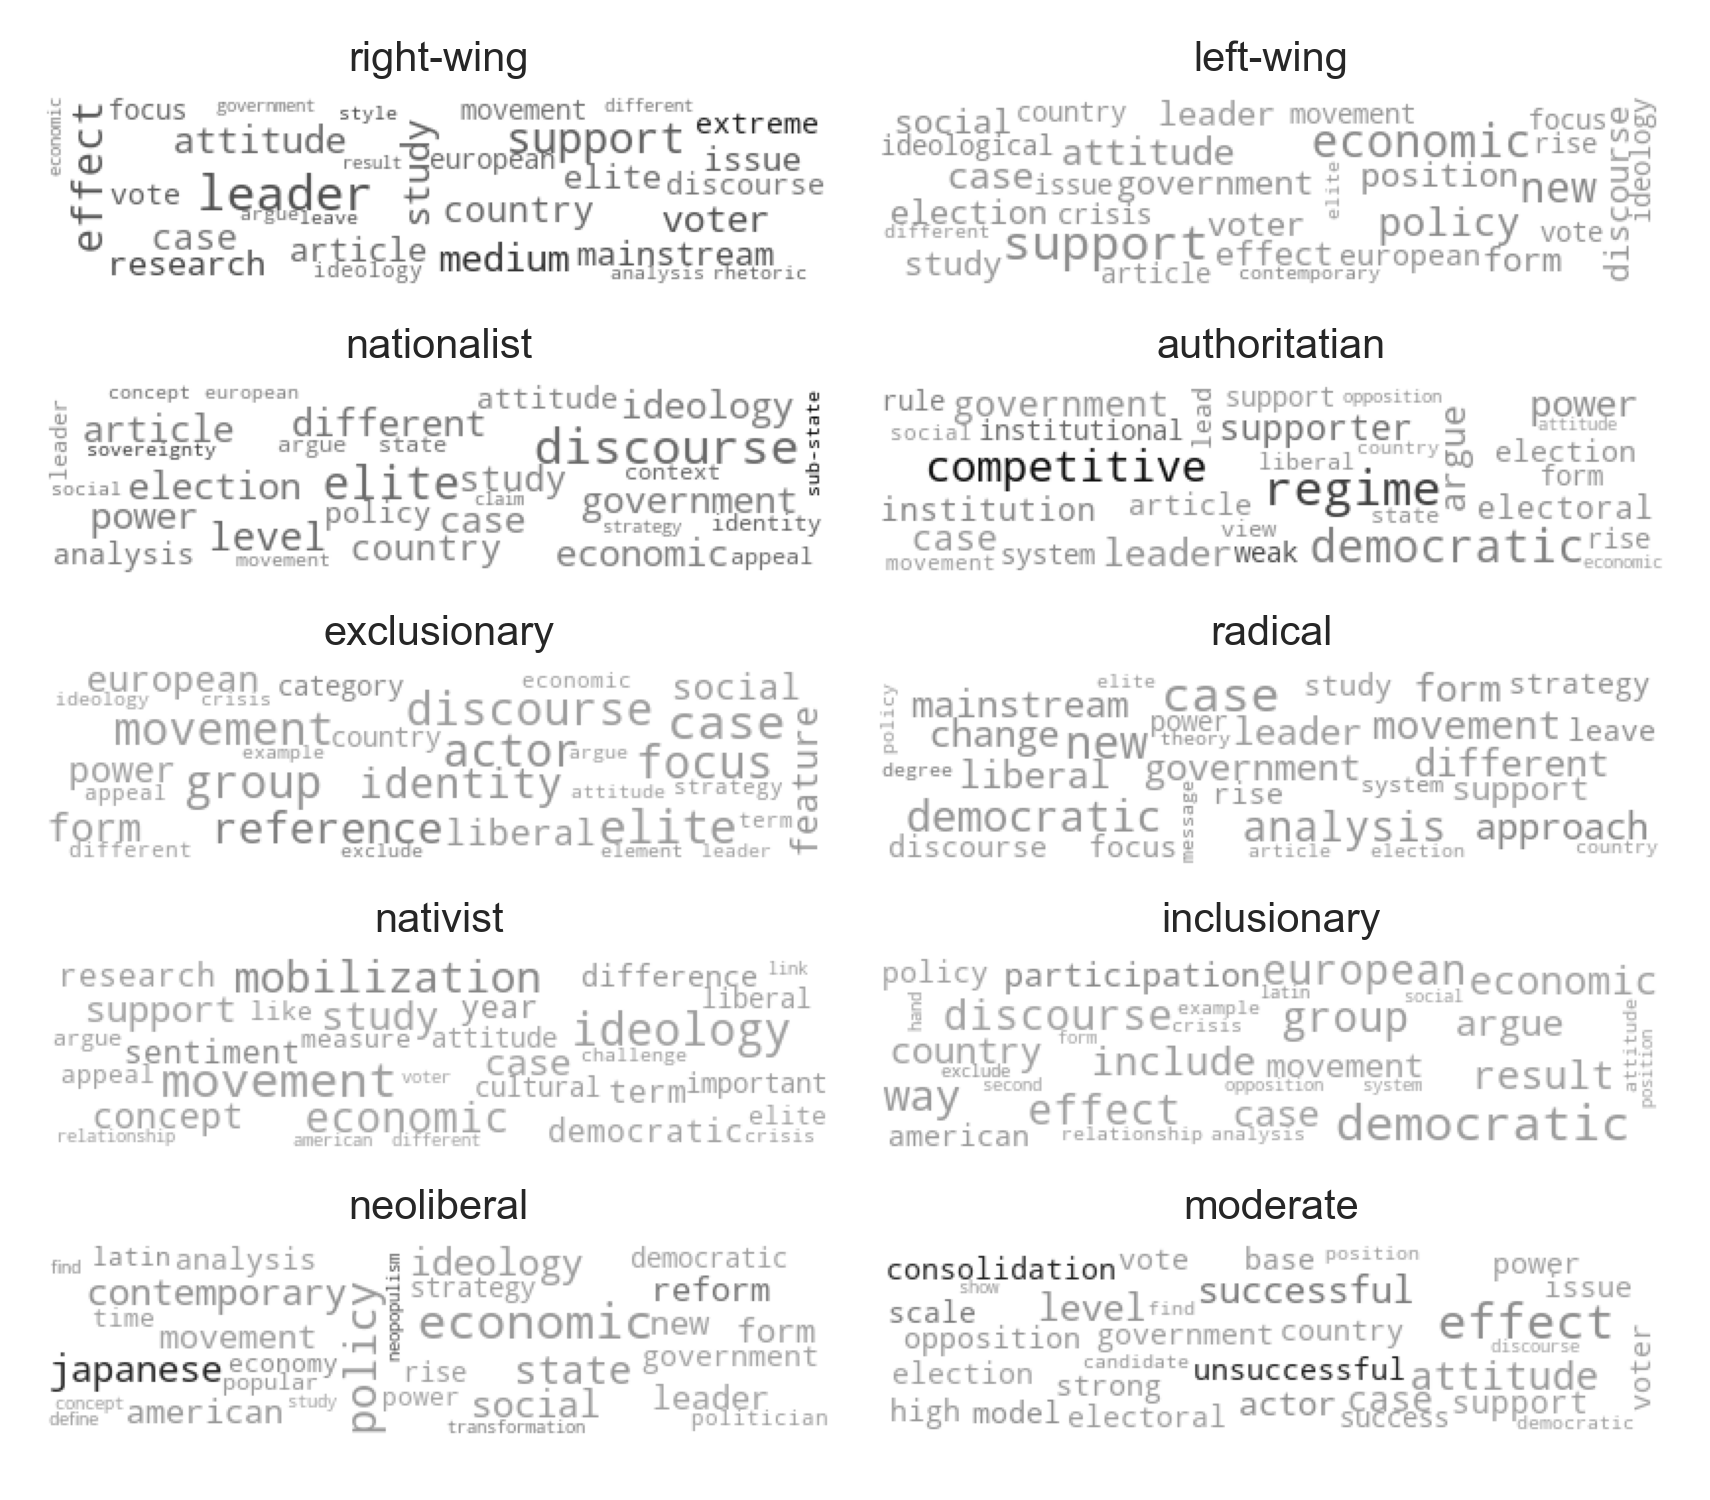 right-wing
economic
effect
focus
government
style
movement
different
attitude
study
support
extreme
result
european
issue
vote
leader
elite
discourse
argue
leave
country
voter
case
article
medium
mainstream
research
ideology
analysis
rhetoric
left-wing
social
country
leader
movement
focus
ideological
attitude
economic
rise
discourse
ideology
case
issue
government
elite
position
new
election
crisis
voter
policy
vote
different
support
effect
european
form
study
article
contemporary
nationalist
concept
european
attitude
ideology
leader
article
different
sub-state
sovereignty
argue
state
discourse
social
election
elite
study
context
claim
government
power
level
policy
case
strategy
identity
analysis
movement
country
economic
appeal
authoritatian
rule
government
lead
support
opposition
power
social
institutional
supporter
argue
attitude
competitive
liberal
country
election
regime
form
institution
article
state
electoral
case
view
movement
system
leader
weak
democratic
rise
economic
exclusionary
european
category
economic
social
ideology
crisis
discourse
movement
country
case
example
actor
argue
focus
feature
power
appeal
group
identity
attitude
strategy
form
reference
liberal
elite
term
different
exclude
element
leader
radical
policy
mainstream
elite
case
study
form
strategy
change
new
power
theory
leader
movement
leave
degree
liberal
government
different
rise
system
support
democratic
message
analysis
approach
discourse
focus
article
election
country
nativist
research
mobilization
difference
link
support
like
study
year
liberal
ideology
argue
sentiment
measure
attitude
case
challenge
appeal
movement
voter
cultural
term
important
concept
economic
democratic
elite
relationship
american
different
crisis
inclusionary
policy
participation
european
economic
hand
discourse
example
latin
social
crisis
group
argue
attitude
country
form
exclude
include
movement
result
position
way
second
opposition
system
effect
case
democratic
american
relationship
analysis
neoliberal
find
latin
analysis
ideology
democratic
contemporary
policy
neopopulism
strategy
reform
time
movement
economic
new
form
japanese
economy
rise
state
government
popular
concept
define
american
study
power
social
leader
transformation
politician
moderate
consolidation
vote
base
position
power
show
successful
issue
scale
level
find
effect
opposition
government
country
discourse
voter
election
candidate
unsuccessful
attitude
strong
high
model
electoral
actor
case
success
support
democratic